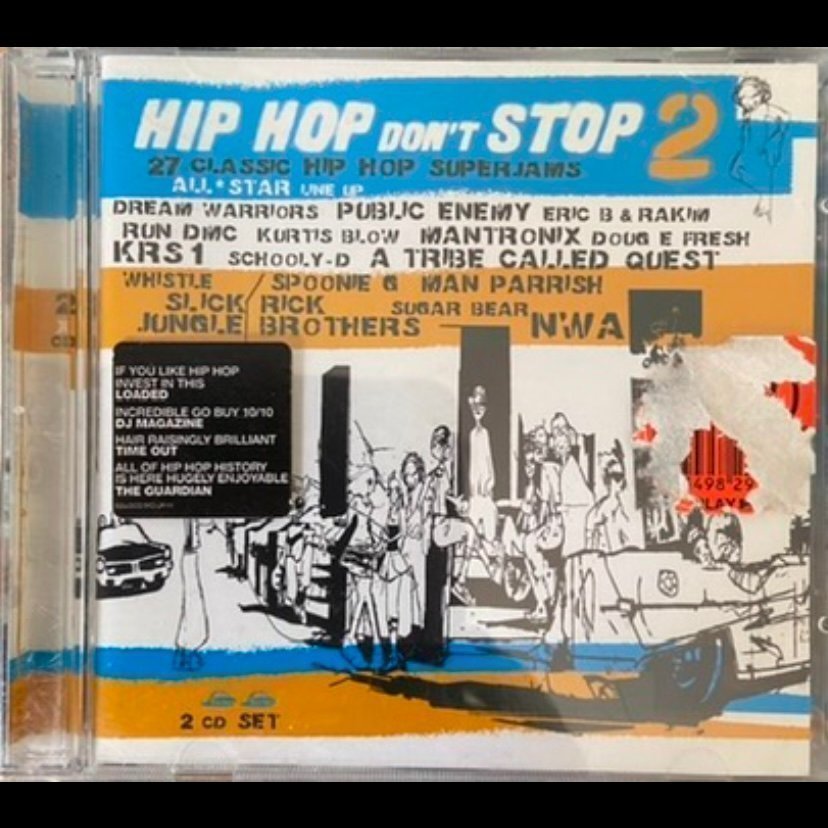 HIP HOP DON'T STOP 2
27 CLASSIC HIP HOP SUPERJAMS
ALL*STAR LINE UP
DREAM WARRIORS PUBLIC ENEMY ERIC B & RAKIM
RUN DMC KURTIS BLOW MANTRONIX DOUG E FRESH
KRS1 SCHOOLY-D A TRIBE CALLED QUEST
WHISTLE SPOONIE G MAN PARRISH
SLICK RICK SUGAR BEAR
JUNGLE BROTHERS NWA
2
CD
IF YOU LIKE HIP HOP
INVEST IN THIS
LOADED
INCREDIBLE GO BUY 10/10
DJ MAGAZINE
HAIR RAISINGLY BRILLIANT
TIME OUT
ALL OF HIP HOP HISTORY
IS HERE HUGELY ENJOYABLE
THE GUARDIAN
2 CD SET